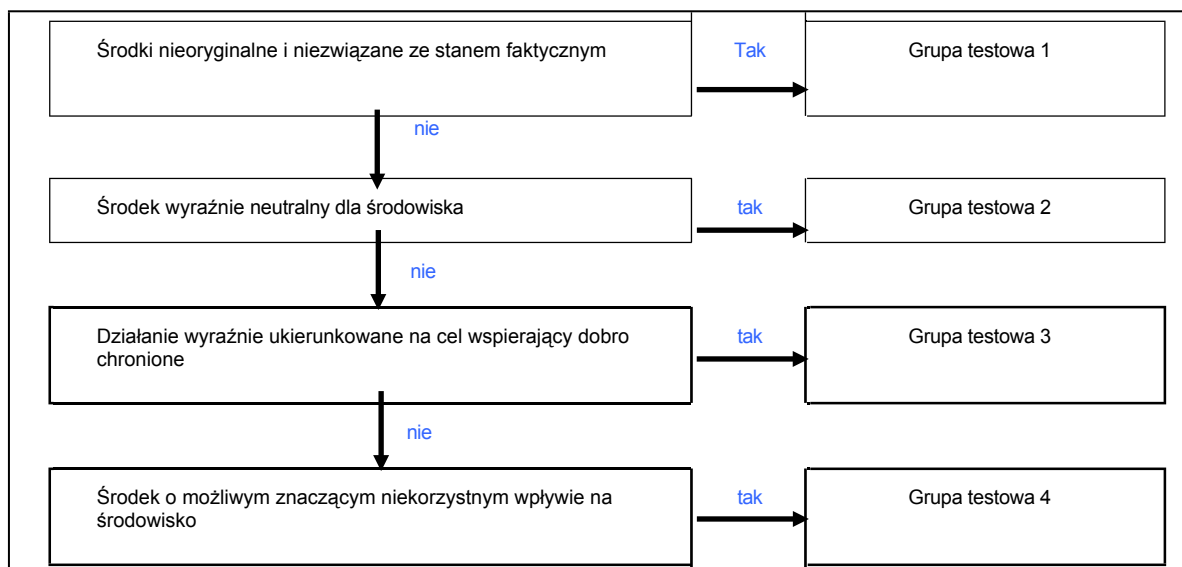 Środki nieoryginalne i niezwiązane ze stanem faktycznym
Tak
Grupa testowa 1
nie
Środek wyraźnie neutralny dla środowiska
tak
Grupa testowa 2
nie
Działanie wyraźnie ukierunkowane na cel wspierający dobro
chronione
tak
Grupa testowa 3
nie
Środek o możliwym znaczącym niekorzystnym wpływie na
środowisko
tak
Grupa testowa 4